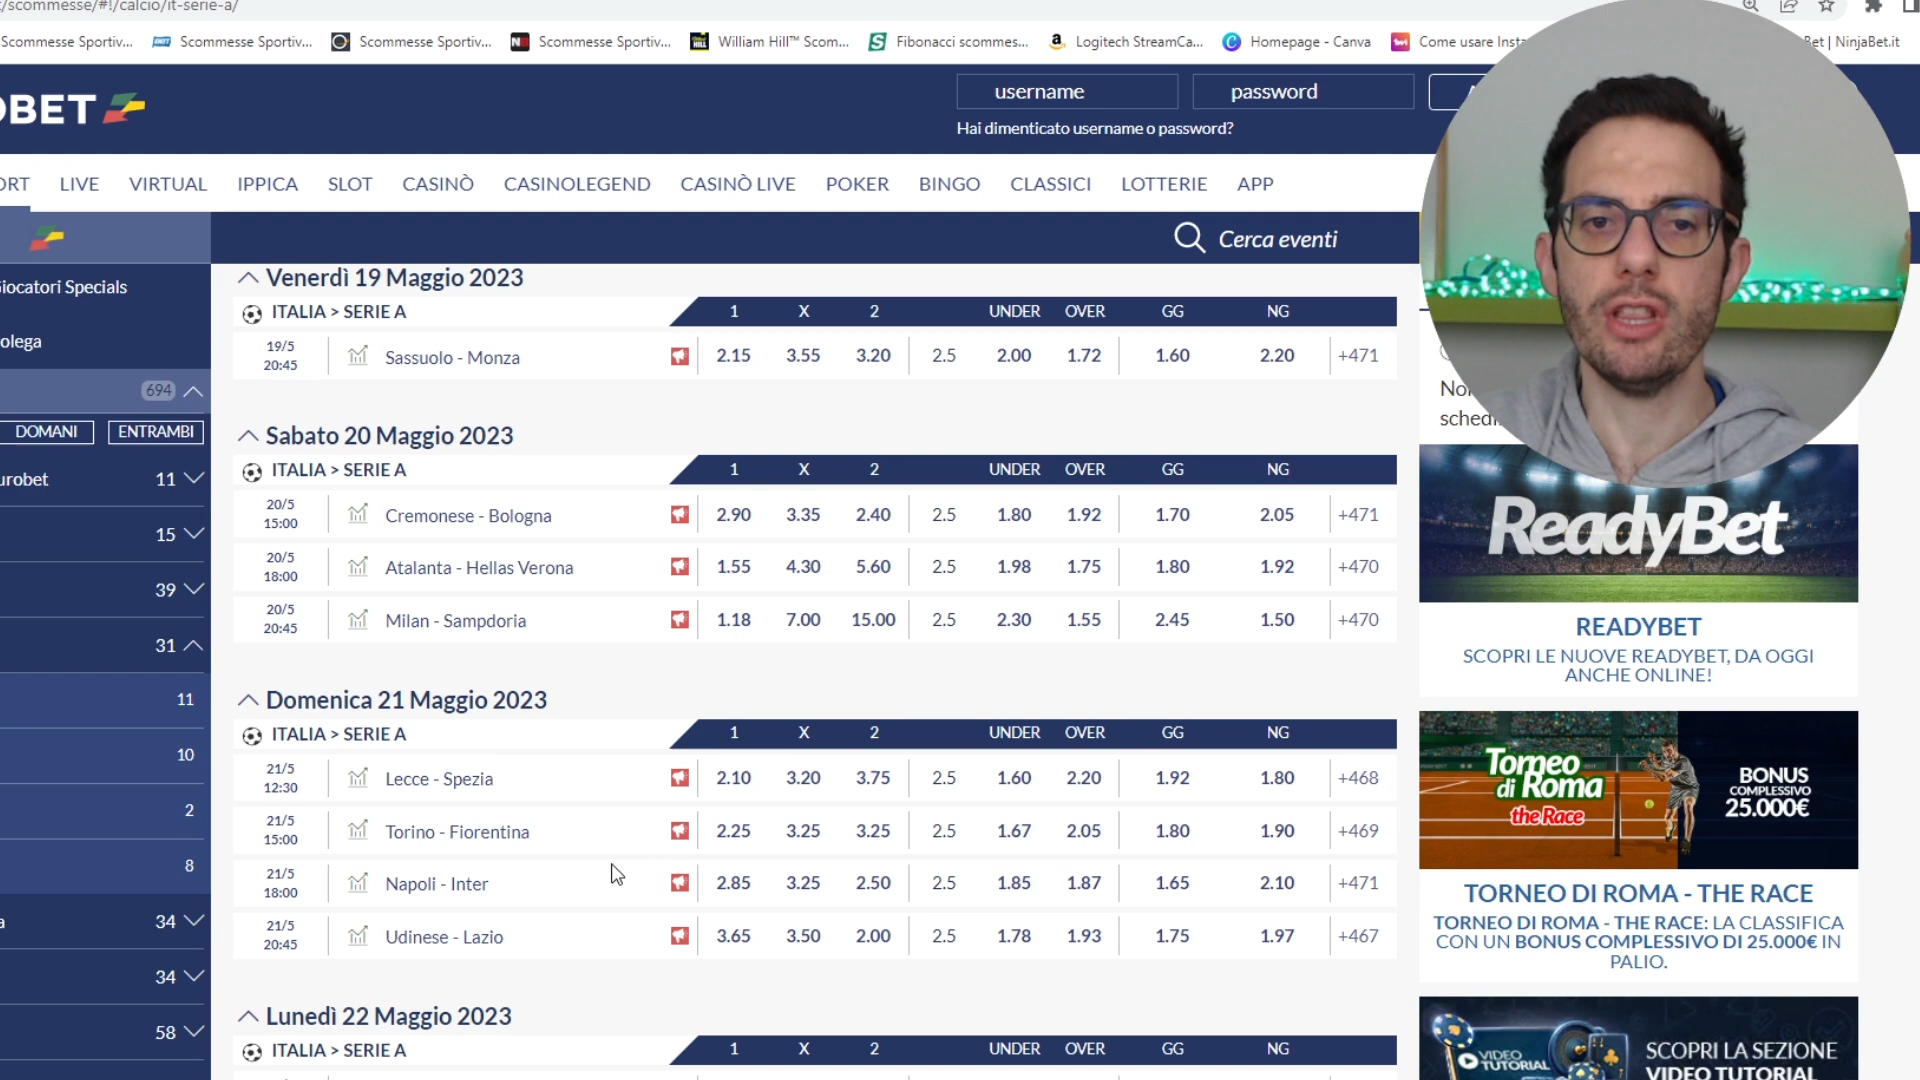 /scommesse/#!/calcio/it-serie-a/
Scommesse Sportiv... Scommesse Sportiv... Scommesse Sportiv... Scommesse Sportiv... William Hill™ Scom... Fibonacci scommes... Logitech StreamCa... Homepage - Canva Come usare Insta Bet | NinjaBet.it
OBET
username password
Hai dimenticato username o password?
ORT LIVE VIRTUAL IPPICA SLOT CASINÒ CASINOLEGEND CASINÒ LIVE POKER BINGO CLASSICI LOTTERIE APP
Cerca eventi
Giocatori Specials
olega
694
DOMANI ENTRAMBI
urobet 11
15
39
31
11
10
2
8
a 34
34
58
Venerdì 19 Maggio 2023
ITALIA > SERIE A 1 X 2 UNDER OVER GG NG
19/5 20:45 Sassuolo - Monza 2.15 3.55 3.20 2.5 2.00 1.72 1.60 2.20 +471
Sabato 20 Maggio 2023
ITALIA > SERIE A 1 X 2 UNDER OVER GG NG
20/5 15:00 Cremonese - Bologna 2.90 3.35 2.40 2.5 1.80 1.92 1.70 2.05 +471
20/5 18:00 Atalanta - Hellas Verona 1.55 4.30 5.60 2.5 1.98 1.75 1.80 1.92 +470
20/5 20:45 Milan - Sampdoria 1.18 7.00 15.00 2.5 2.30 1.55 2.45 1.50 +470
Domenica 21 Maggio 2023
ITALIA > SERIE A 1 X 2 UNDER OVER GG NG
21/5 12:30 Lecce - Spezia 2.10 3.20 3.75 2.5 1.60 2.20 1.92 1.80 +468
21/5 15:00 Torino - Fiorentina 2.25 3.25 3.25 2.5 1.67 2.05 1.80 1.90 +469
21/5 18:00 Napoli - Inter 2.85 3.25 2.50 2.5 1.85 1.87 1.65 2.10 +471
21/5 20:45 Udinese - Lazio 3.65 3.50 2.00 2.5 1.78 1.93 1.75 1.97 +467
Lunedì 22 Maggio 2023
ITALIA > SERIE A 1 X 2 UNDER OVER GG NG
ReadyBet
READYBET
SCOPRI LE NUOVE READYBET, DA OGGI
ANCHE ONLINE!
Torneo
di Roma
the Race
BONUS
COMPLESSIVO
25.000€
TORNEO DI ROMA - THE RACE
TORNEO DI ROMA - THE RACE: LA CLASSIFICA
CON UN BONUS COMPLESSIVO DI 25.000€ IN
PALIO.
VIDEO
TUTORIAL
SCOPRI LA SEZIONE
VIDEO TUTORIAL